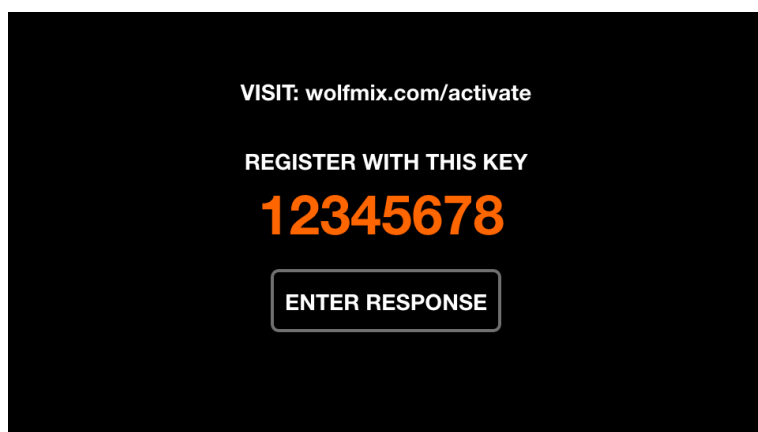 VISIT: wolfmix.com/activate
REGISTER WITH THIS KEY
12345678
ENTER RESPONSE